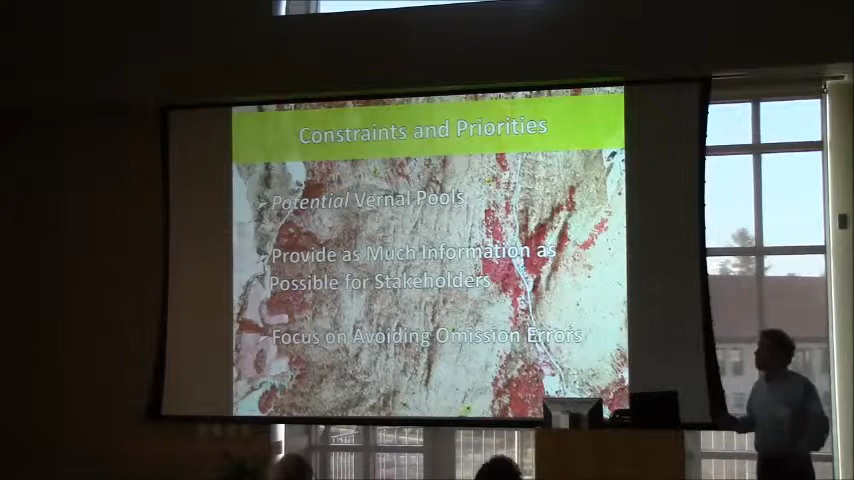 Constraints and Priorities
Potential Vernal Pools
Provide as Much Information as
Possible for Stakeholders
Focus on Avoiding Omission Errors